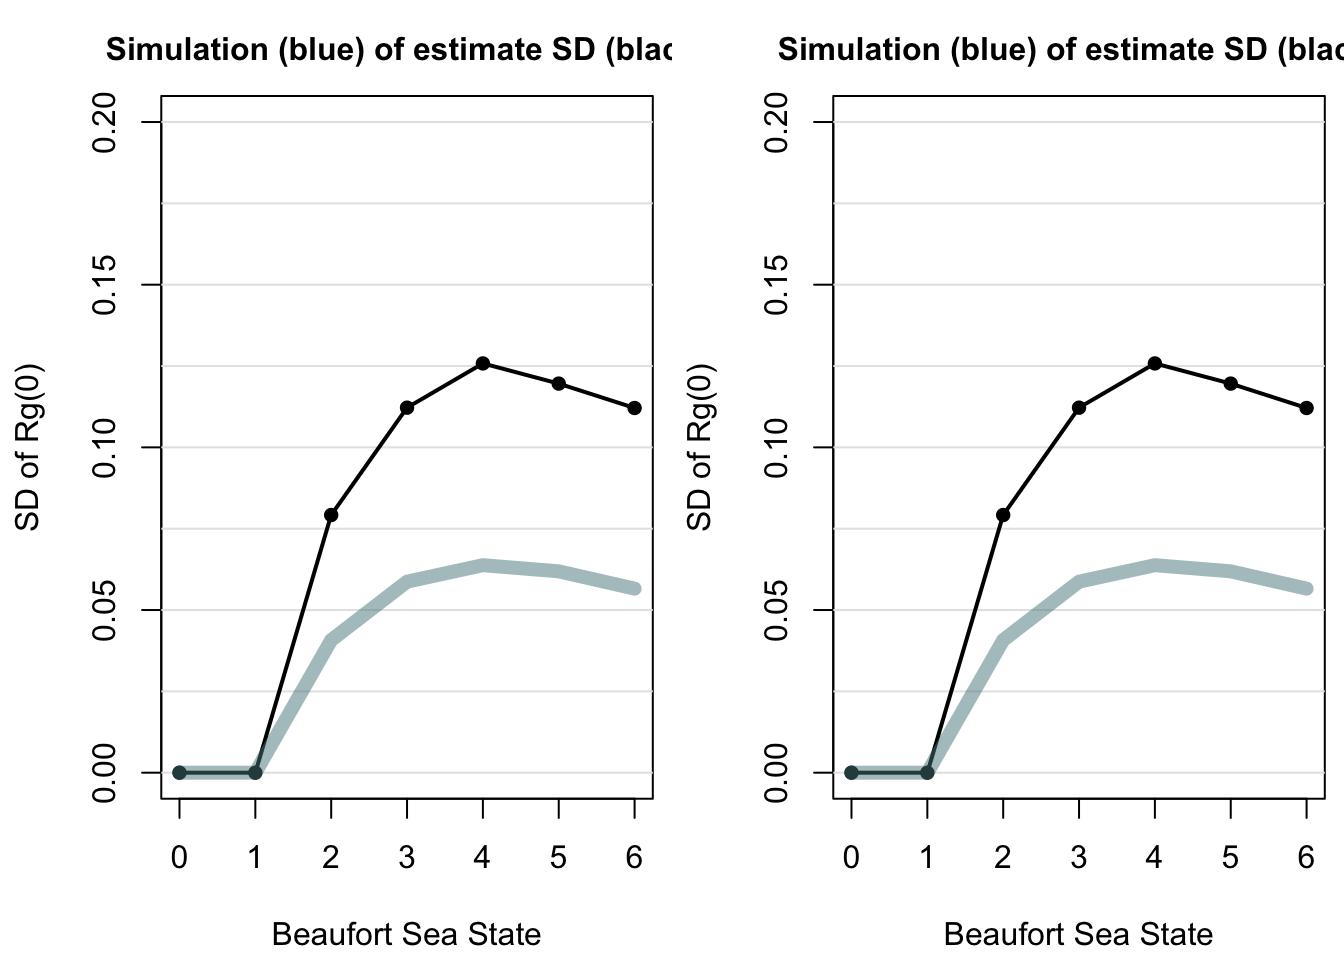 Simulation (blue) of estimate SD (blac
SD of Rg(0)
0.20
0.15
0.10
0.05
0.00
0 1 2 3 4 5 6
Beaufort Sea State
Simulation (blue) of estimate SD (blac
SD of Rg(0)
0.20
0.15
0.10
0.05
0.00
0 1 2 3 4 5 6
Beaufort Sea State